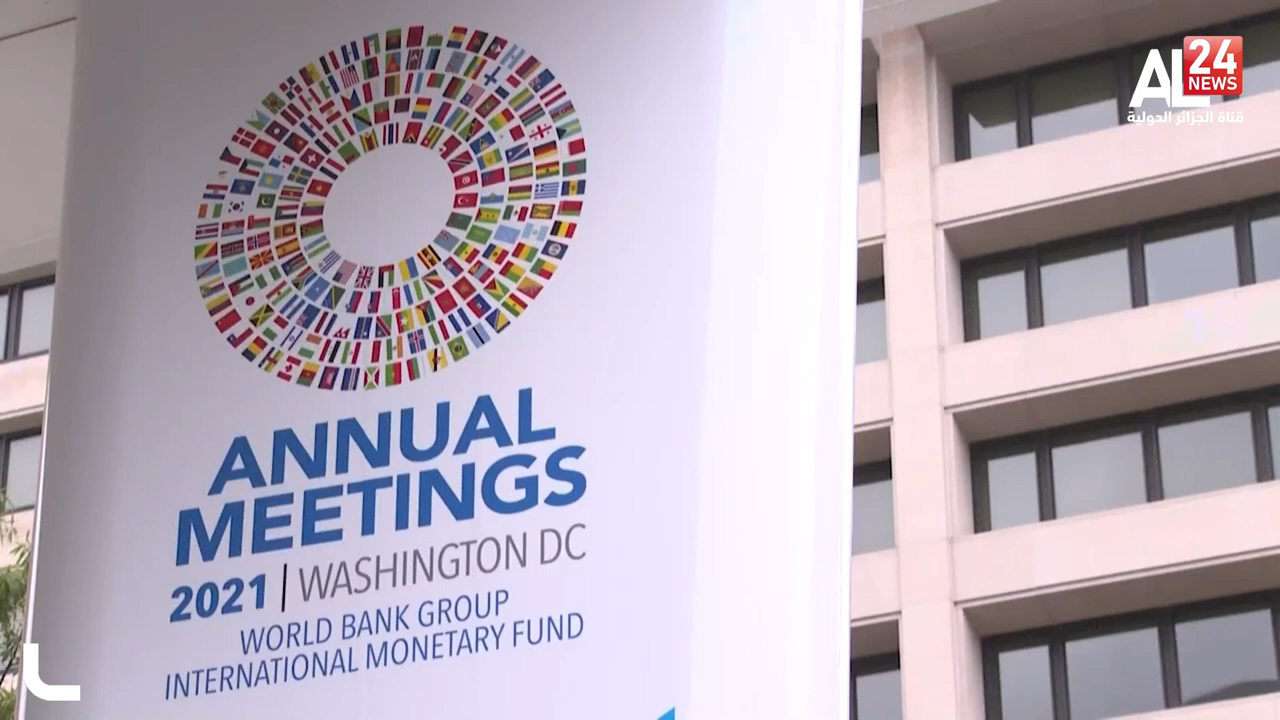 AL
24
NEWS
قناة الجزائر الدولية
ANNUAL
MEETINGS
2021 | WASHINGTON DC
WORLD BANK GROUP
INTERNATIONAL MONETARY FUND